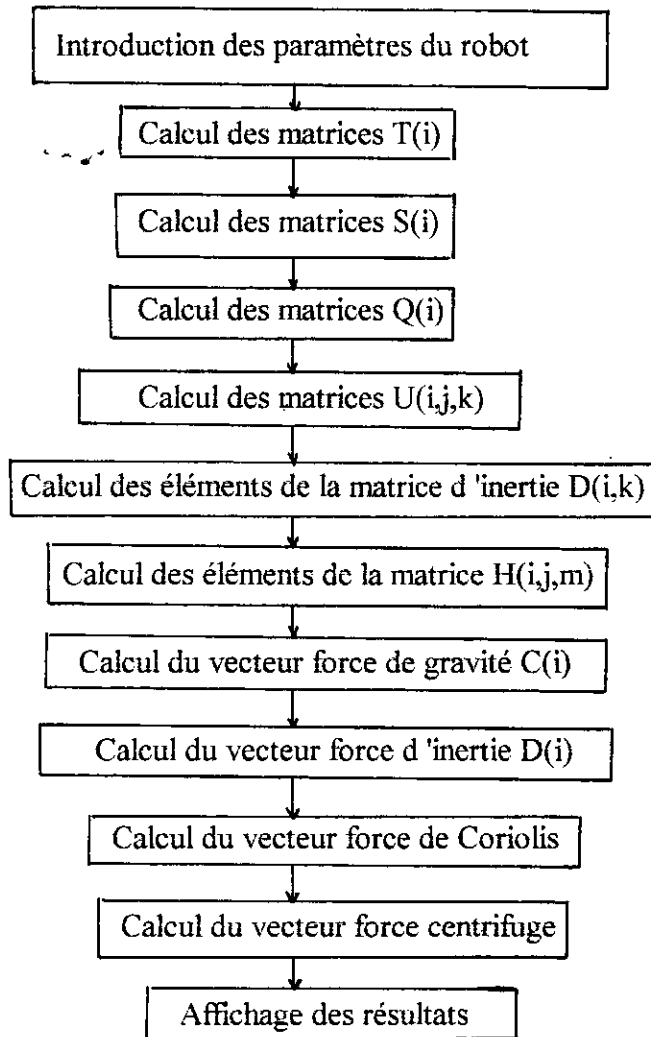 Introduction des paramètres du robot
Calcul des matrices T(i)
Calcul des matrices S(i)
Calcul des matrices Q(i)
Calcul des matrices U(i,j,k)
Calcul des éléments de la matrice d 'inertie D(i,k)
Calcul des éléments de la matrice H(i,j,m)
Calcul du vecteur force de gravité C(i)
Calcul du vecteur force d 'inertie D(i)
Calcul du vecteur force de Coriolis
Calcul du vecteur force centrifuge
Affichage des résultats